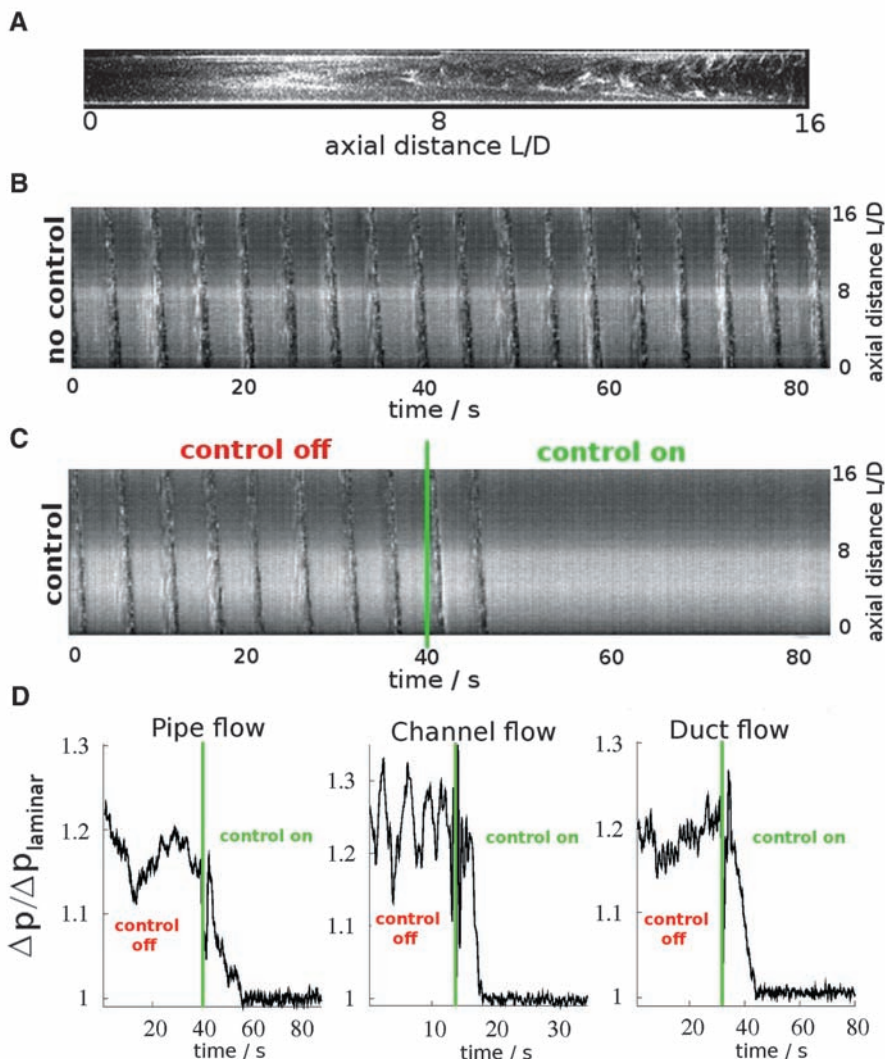 A
0 8 16
axial distance L/D
B
no control
16
8
0
axial distance L/D
0 20 40 60 80
time / s
C
control off control on
control
16
8
0
axial distance L/D
0 20 40 60 80
time / s
D
Δp/Δp laminar
Pipe flow
1.3
1.2
1.1
1
control on
control off
20 40 60 80
time / s
Channel flow
1.3
1.2
1.1
1
control on
control off
10 20 30
time / s
Duct flow
1.3
1.2
1.1
1
control on
control off
20 40 60 80
time / s